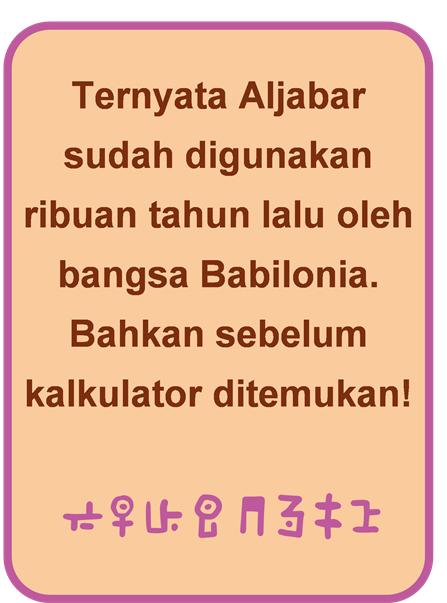 Ternyata Aljabar
sudah digunakan
ribuan tahun lalu oleh
bangsa Babilonia.
Bahkan sebelum
kalkulator ditemukan!